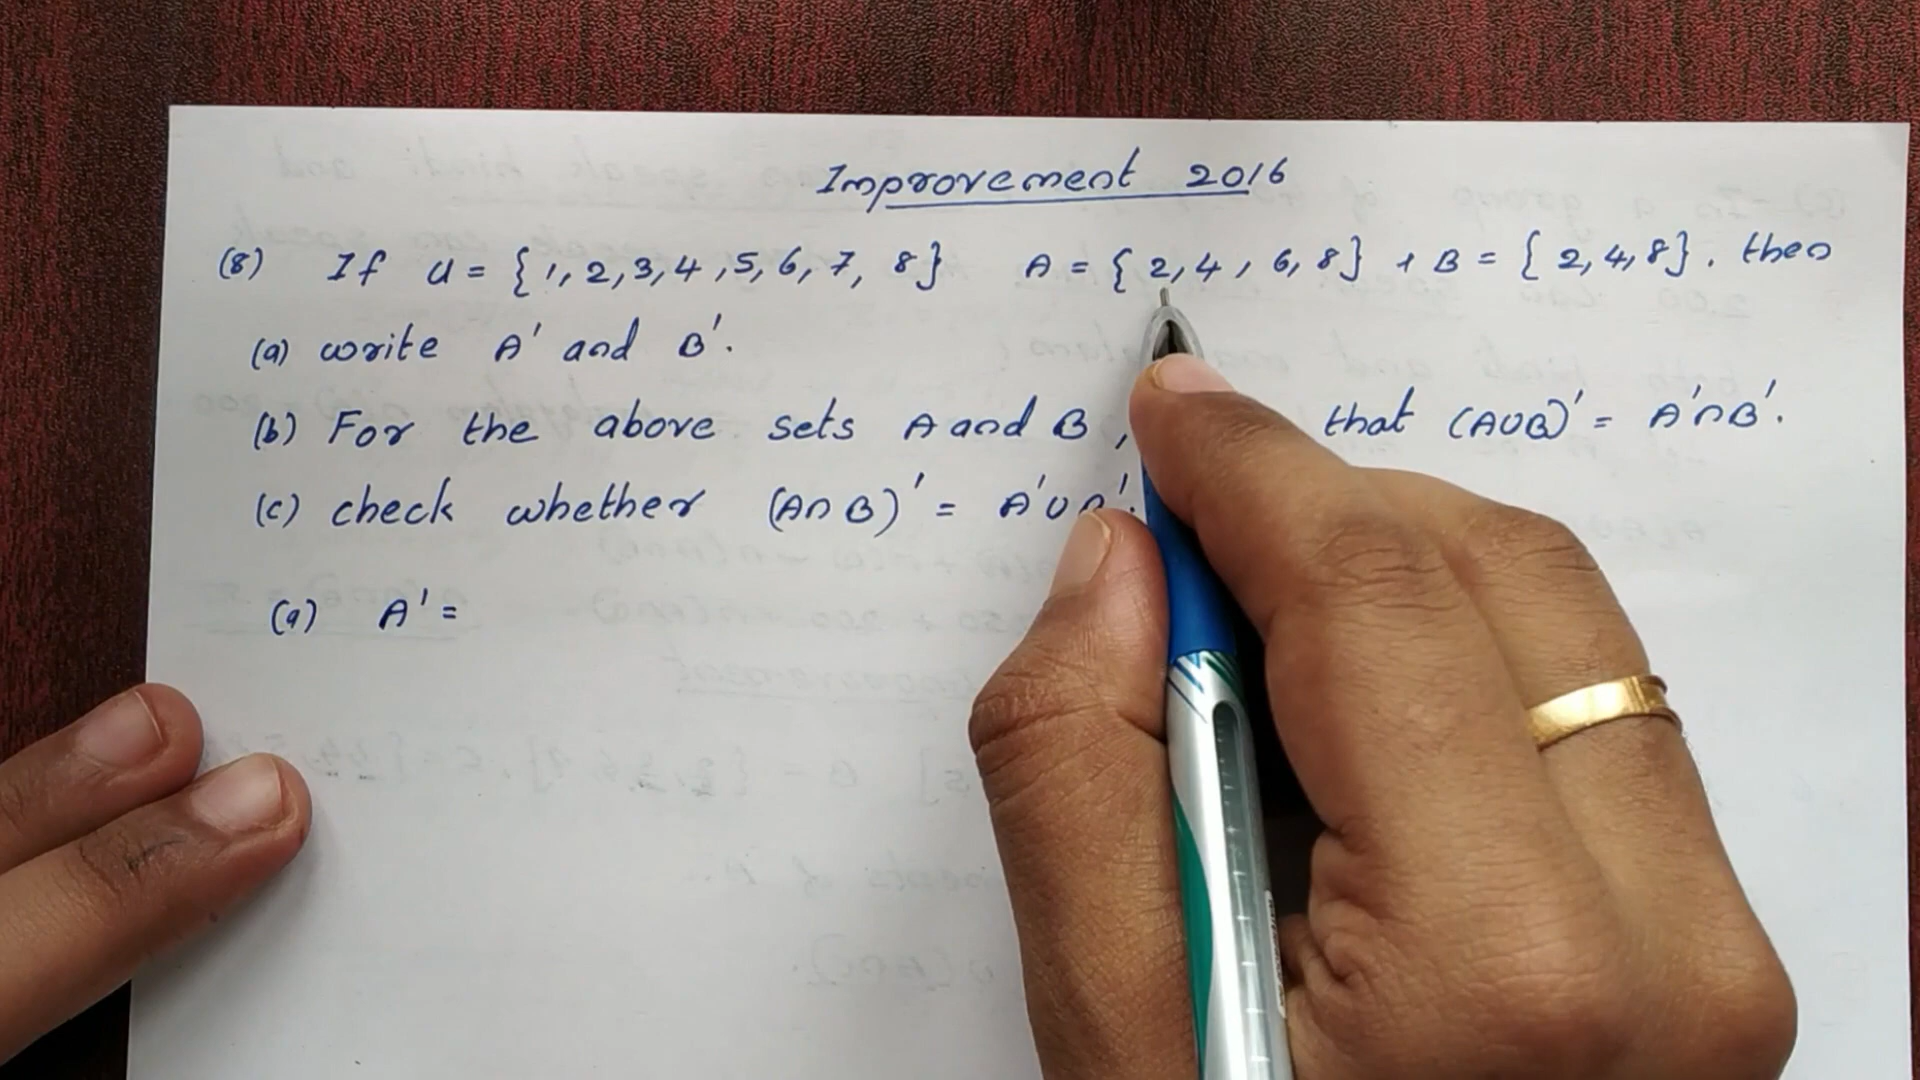 Improvement 2016
(8) If U = {1, 2, 3, 4, 5, 6, 7, 8} A = {2, 4, 6, 8} + B = {2, 4, 8}. then
(a) write A' and B'.
(b) For the above sets A and B, that (A∪B)' = A'∩B'.
(c) check whether (A∩B)' = A'∪
(a) A' =